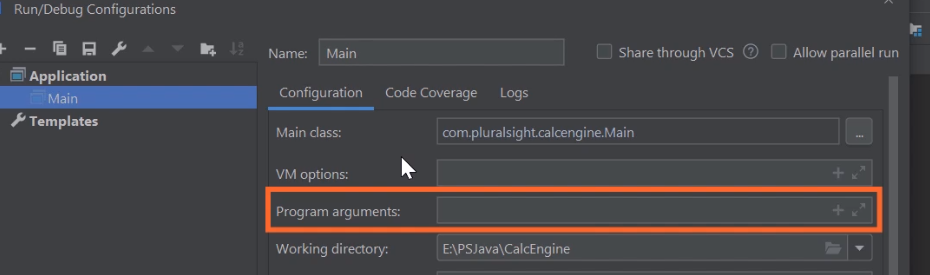 Run/Debug Configurations
Name: Main Share through VCS ? Allow parallel run
Application
Main
Templates
Configuration Code Coverage Logs
Main class: com.pluralsight.calcengine.Main ...
VM options:
Program arguments:
Working directory: E:\PSJava\CalcEngine